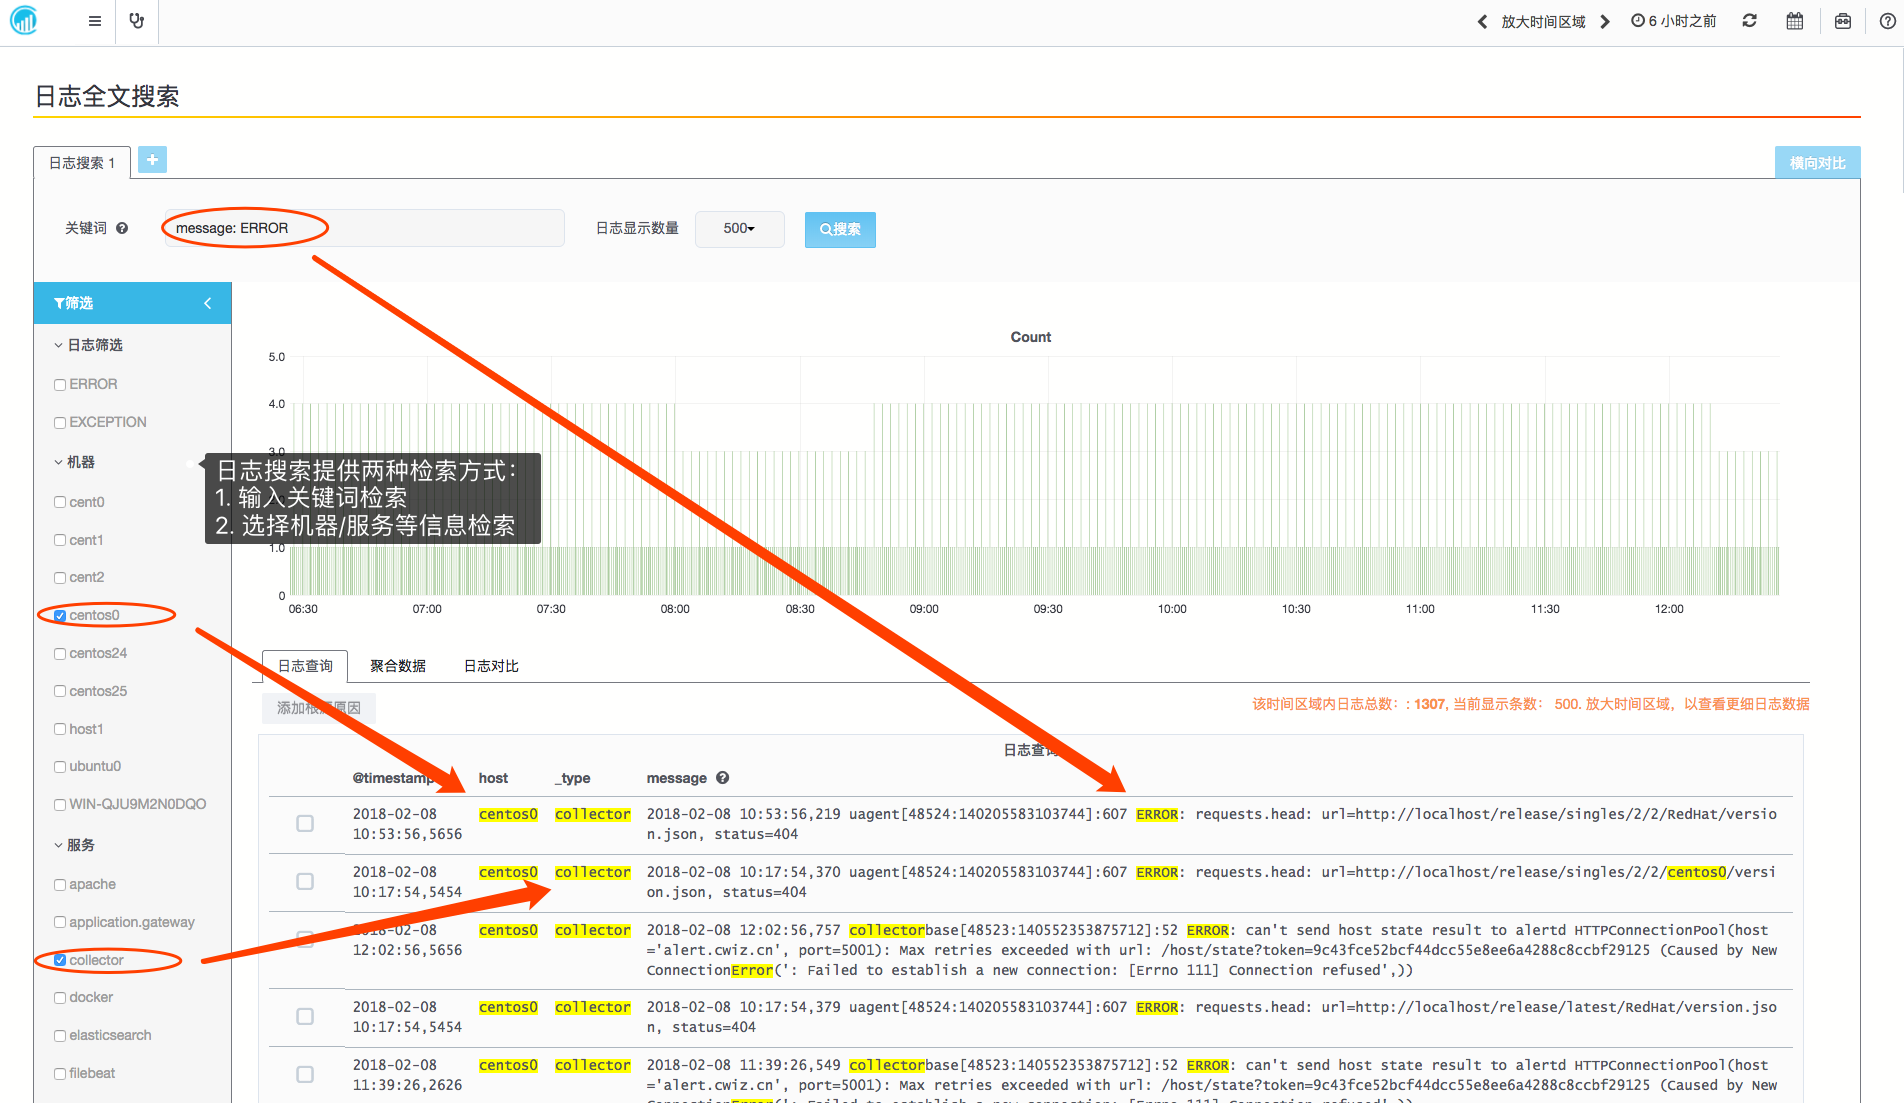 放大时间区域
6 小时之前
日志全文搜索
日志搜索 1
横向对比
关键词
message: ERROR
日志显示数量
500
搜索
筛选
日志筛选
ERROR
EXCEPTION
机器
cent0
cent1
cent2
centos0
centos24
centos25
host1
ubuntu0
WIN-QJU9M2N0DQO
服务
apache
application.gateway
collector
docker
elasticsearch
filebeat
日志搜索提供两种检索方式：
1. 输入关键词检索
2. 选择机器/服务等信息检索
Count
5.0
4.0
3.0
1.0
0
06:30 07:00 07:30 08:00 08:30 09:00 09:30 10:00 10:30 11:00 11:30 12:00
日志查询 聚合数据 日志对比
添加根源原因
该时间区域内日志总数：: 1307, 当前显示条数： 500. 放大时间区域，以查看更细日志数据
日志查询
@timestamp host _type message
2018-02-08 centos0 collector 2018-02-08 10:53:56,219 uagent[48524:140205583103744]:607 ERROR: requests.head: url=http://localhost/release/singles/2/2/RedHat/versio
10:53:56,5656 n.json, status=404
2018-02-08 centos0 collector 2018-02-08 10:17:54,370 uagent[48524:140205583103744]:607 ERROR: requests.head: url=http://localhost/release/singles/2/2/centos0/versi
10:17:54,5454 on.json, status=404
2018-02-08 centos0 collector 2018-02-08 12:02:56,757 collectorbase[48523:140552353875712]:52 ERROR: can't send host state result to alertd HTTPConnectionPool(host
12:02:56,5656 ='alert.cwiz.cn', port=5001): Max retries exceeded with url: /host/state?token=9c43fce52bcf44dcc55e8ee6a4288c8ccbf29125 (Caused by New
ConnectionError(': Failed to establish a new connection: [Errno 111] Connection refused',))
2018-02-08 centos0 collector 2018-02-08 10:17:54,379 uagent[48524:140205583103744]:607 ERROR: requests.head: url=http://localhost/release/latest/RedHat/version.jso
10:17:54,5454 n, status=404
2018-02-08 centos0 collector 2018-02-08 11:39:26,549 collectorbase[48523:140552353875712]:52 ERROR: can't send host state result to alertd HTTPConnectionPool(host
11:39:26,2626 ='alert.cwiz.cn', port=5001): Max retries exceeded with url: /host/state?token=9c43fce52bcf44dcc55e8ee6a4288c8ccbf29125 (Caused by New
ConnectionError(': Failed to establish a new connection: [Errno 111] Connection refused',))